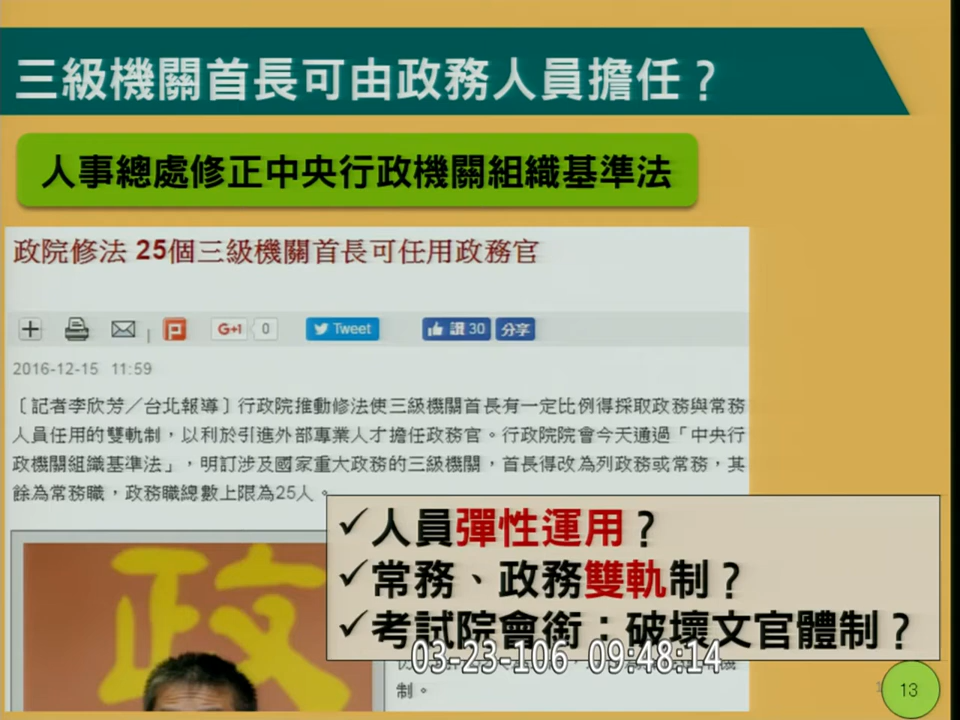 三級機關首長可由政務人員擔任？
人事總處修正中央行政機關組織基準法
政院修法 25個三級機關首長可任用政務官
G+1 0 Tweet 讚 30 分享
2016-12-15 11:59
〔記者李欣芳／台北報導〕行政院推動修法使三級機關首長有一定比例得採取政務與常務
人員任用的雙軌制，以利於引進外部專業人才擔任政務官。行政院院會今天通過「中央行
政機關組織基準法」，明訂涉及國家重大政務的三級機關，首長得改為列政務或常務，其
餘為常務職，政務職總數上限為25人。
✓人員彈性運用？
✓常務、政務雙軌制？
✓考試院會銜：破壞文官體制？
03-23-106 09:48:14
制。
政
13